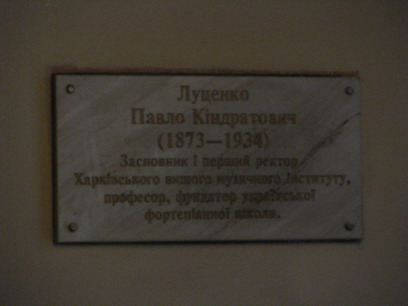 Луценко
Павло Кіндратович
(1873—1934)
Засновник і перший ректор
Харківського вищого музичного інституту,
професор, фундатор української
фортепіанної школи.